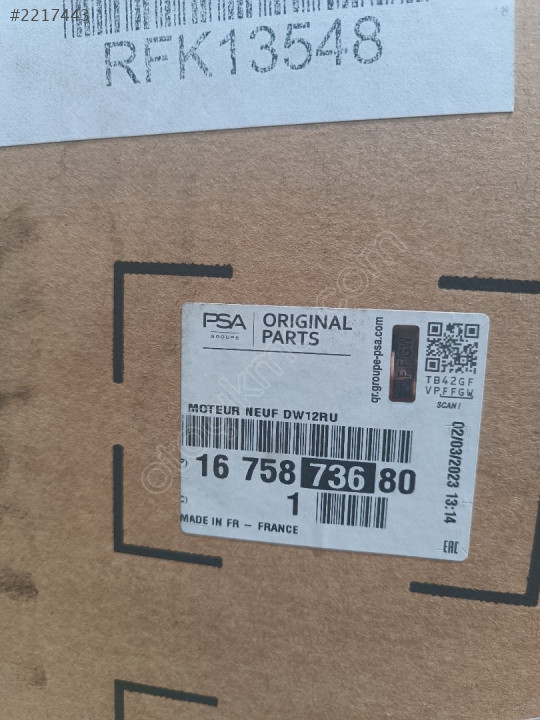 #2217443
RFK13548
PSA
GROUPE
ORIGINAL
PARTS
qr.groupe-psa.com
TB42GF
VPFFGW
SCAN!
MOTEUR NEUF DW12RU
(P)
16 758 736 80
(C)
1
MADE IN FR - FRANCE
02/03/2023 13:14
EAC